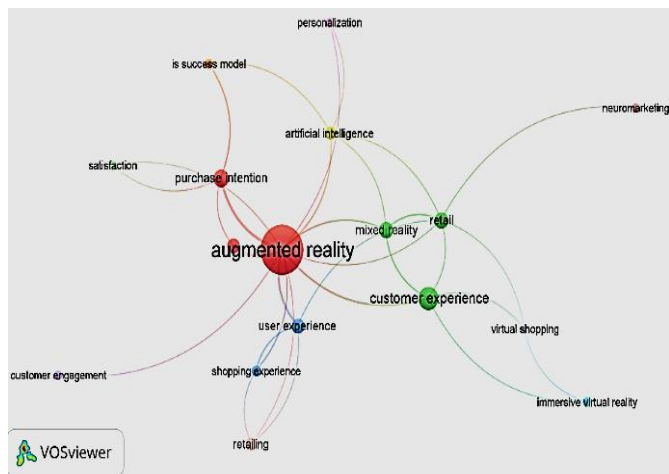 personalization
is success model
neuromarketing
artificial intelligence
satisfaction
purchase intention
mixed reality
retail
augmented reality
customer experience
user experience
virtual shopping
customer engagement
shopping experience
immersive virtual reality
retailing
VOSviewer